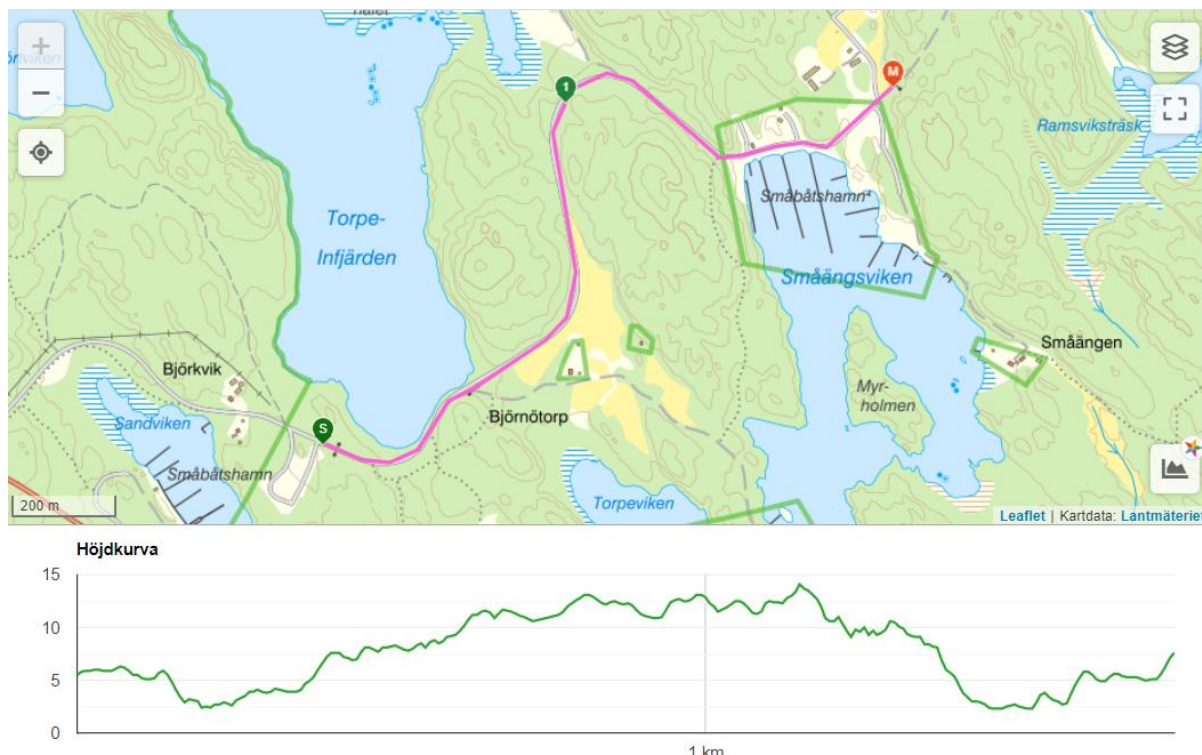 +
−
1
M
Ramsviksträsk
Småbåtshamn
Torpe-
Infjärden
Småängsviken
Småängen
Björkvik
Myr-
holmen
Sandviken
Björnötorp
S
Småbåtshamn
200 m
Torpeviken
Leaflet | Kartdata: Lantmäteriet
Höjdkurva
15
10
5
0
1 km